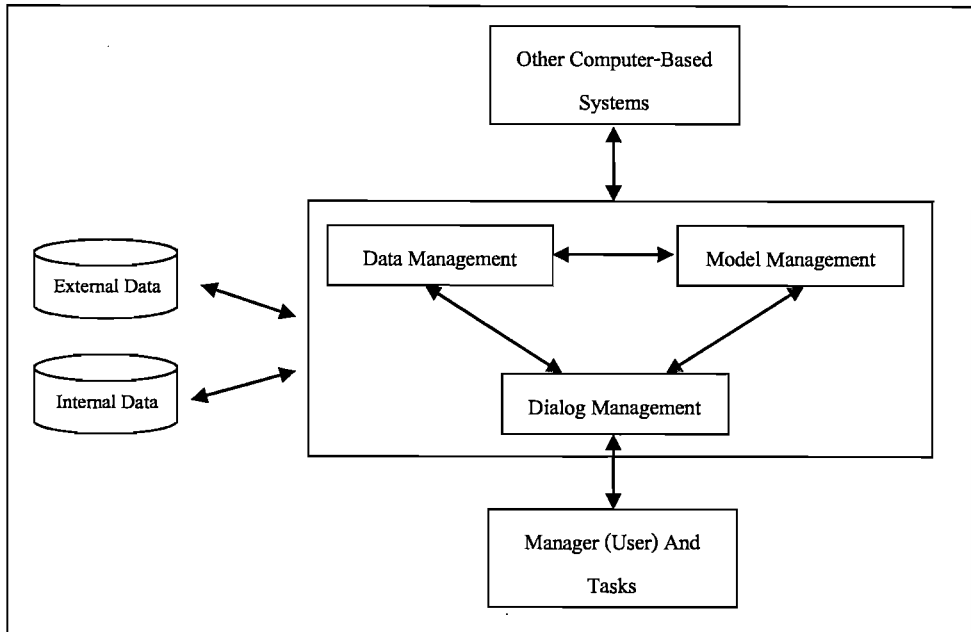 Other Computer-Based
Systems
Data Management
Model Management
External Data
Internal Data
Dialog Management
Manager (User) And
Tasks